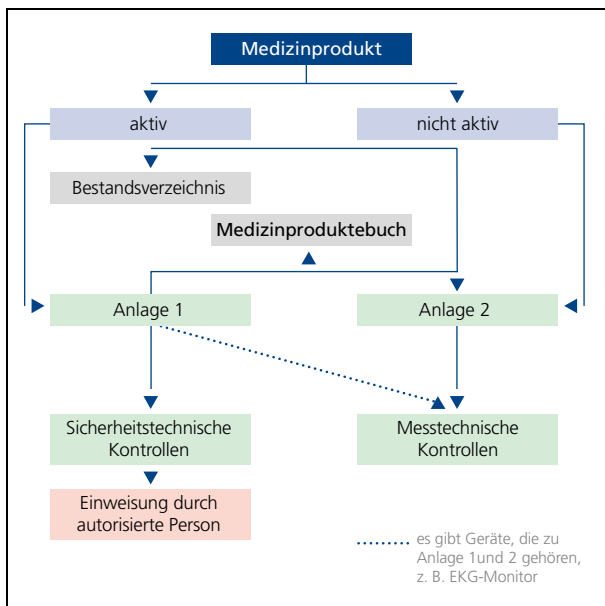 Medizinprodukt
aktiv
nicht aktiv
Bestandsverzeichnis
Medizinproduktebuch
Anlage 1
Anlage 2
Sicherheitstechnische
Kontrollen
Messtechnische
Kontrollen
Einweisung durch
autorisierte Person
es gibt Geräte, die zu
Anlage 1und 2 gehören,
z. B. EKG-Monitor